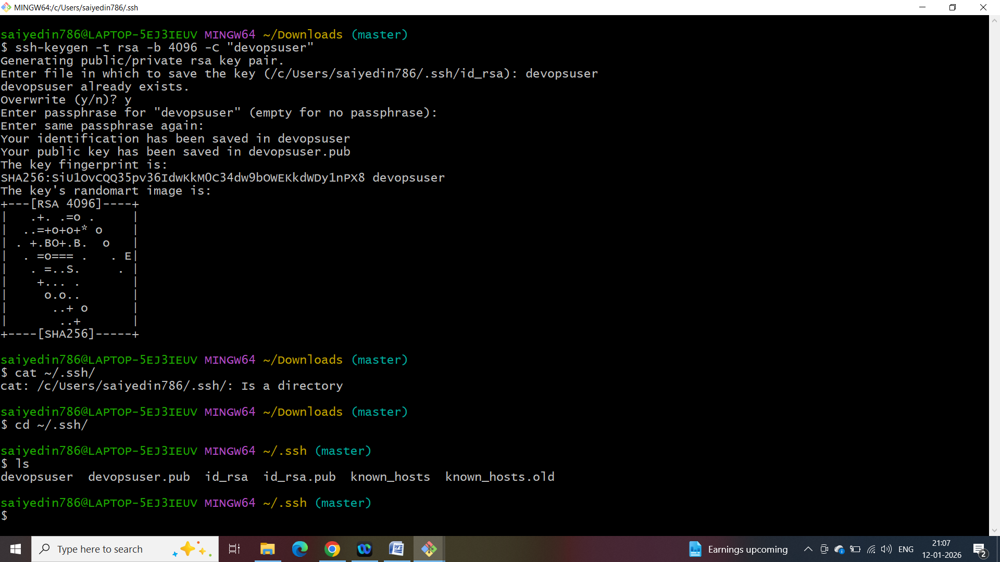 MINGW64:/c/Users/saiyedin786/.ssh
saiyedin786@LAPTOP-5EJ3IEUV MINGW64 ~/Downloads (master)
$ ssh-keygen -t rsa -b 4096 -C "devopsuser"
Generating public/private rsa key pair.
Enter file in which to save the key (/c/Users/saiyedin786/.ssh/id_rsa): devopsuser
devopsuser already exists.
Overwrite (y/n)? y
Enter passphrase for "devopsuser" (empty for no passphrase):
Enter same passphrase again:
Your identification has been saved in devopsuser
Your public key has been saved in devopsuser.pub
The key fingerprint is:
SHA256:SiU1OvCQQ35pv36IdwKkM0C34dw9bOWEKkdWDy1nPX8 devopsuser
The key's randomart image is:
+---[RSA 4096]----+
|    .+. .=o .      |
|   ..=+o+o+* o     |
|  . +.BO+.B.  o    |
|   . =o=== .    . E|
|    . =..S.      . |
|     +... .        |
|      o.o..        |
|       ..+ o       |
|        ..+        |
+----[SHA256]-----+
saiyedin786@LAPTOP-5EJ3IEUV MINGW64 ~/Downloads (master)
$ cat ~/.ssh/
cat: /c/Users/saiyedin786/.ssh/: Is a directory
saiyedin786@LAPTOP-5EJ3IEUV MINGW64 ~/Downloads (master)
$ cd ~/.ssh/
saiyedin786@LAPTOP-5EJ3IEUV MINGW64 ~/.ssh (master)
$ ls
devopsuser  devopsuser.pub  id_rsa  id_rsa.pub  known_hosts  known_hosts.old
saiyedin786@LAPTOP-5EJ3IEUV MINGW64 ~/.ssh (master)
$
Type here to search
Earnings upcoming
ENG
21:07
12-01-2026
2